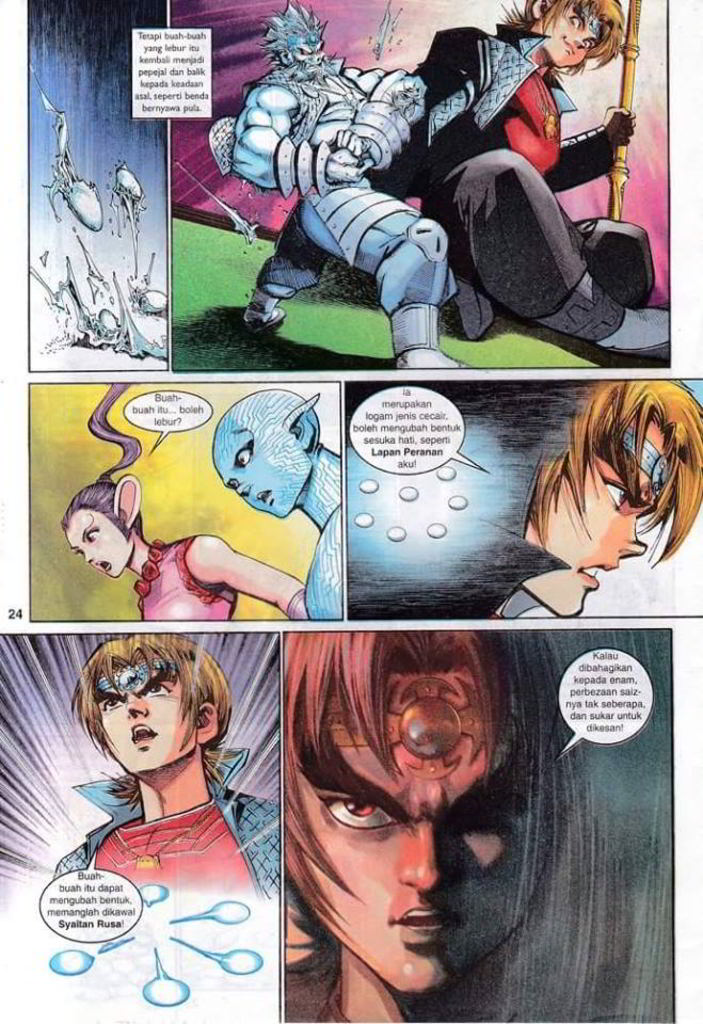 Tetapi buah-buah
yang lebur itu
kembali menjadi
pepejal dan balik
kepada keadaan
asal, seperti benda
bernyawa pula.
Buah-
buah itu... boleh
lebur?
Ia
merupakan
logam jenis cecair,
boleh mengubah bentuk
sesuka hati, seperti
Lapan Peranan
aku!
24
Buah-
buah itu dapat
mengubah bentuk,
memanglah dikawal
Syaitan Rusa!
Kalau
dibahagikan
kepada enam,
perbezaan saiz-
nya tak seberapa,
dan sukar untuk
dikesan!